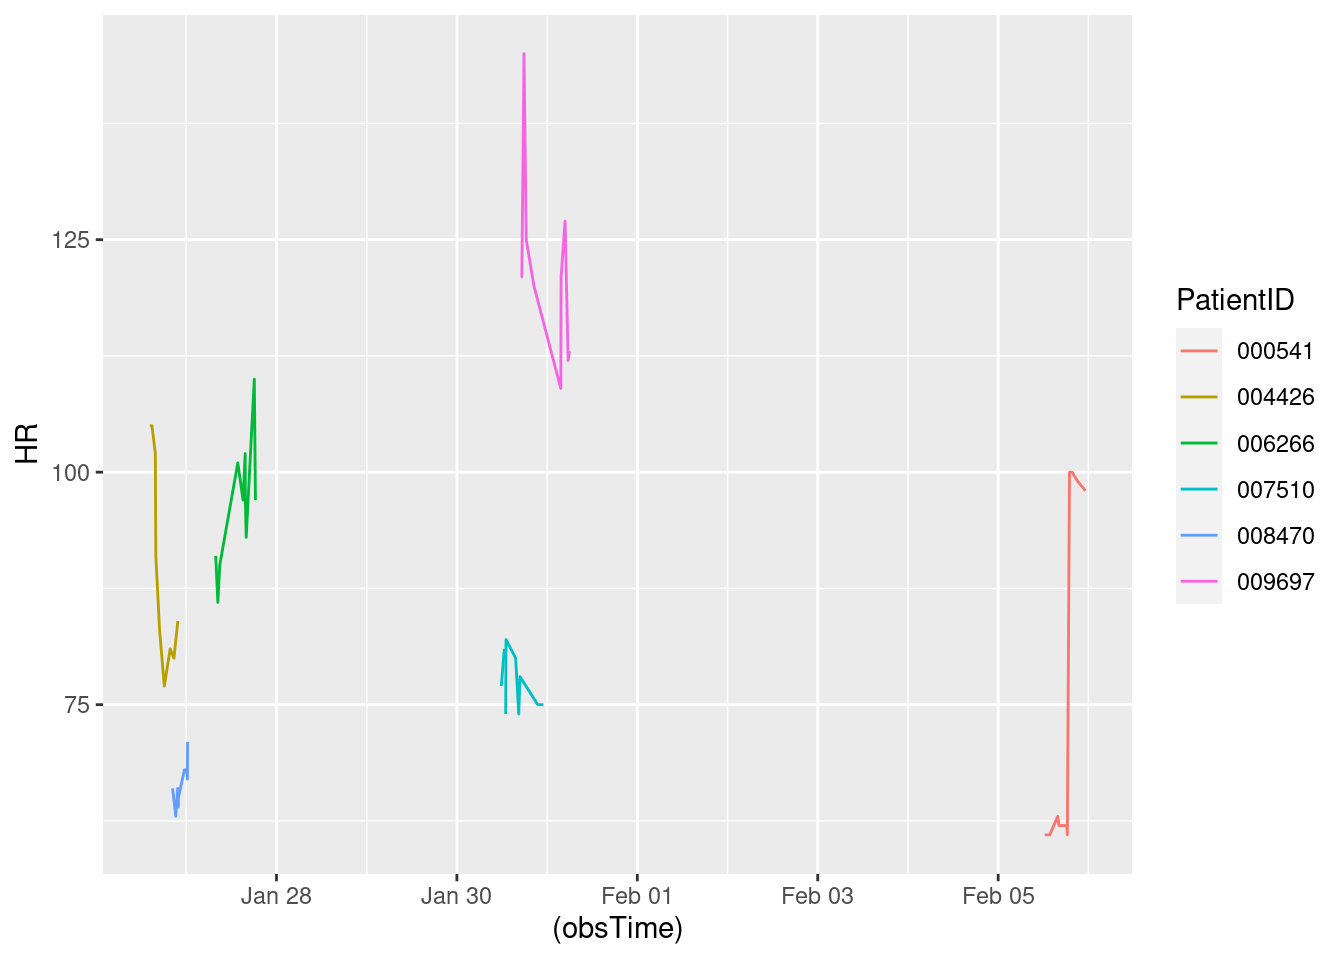 HR
125
100
75
Jan 28
Jan 30
Feb 01
Feb 03
Feb 05
(obsTime)
PatientID
000541
004426
006266
007510
008470
009697